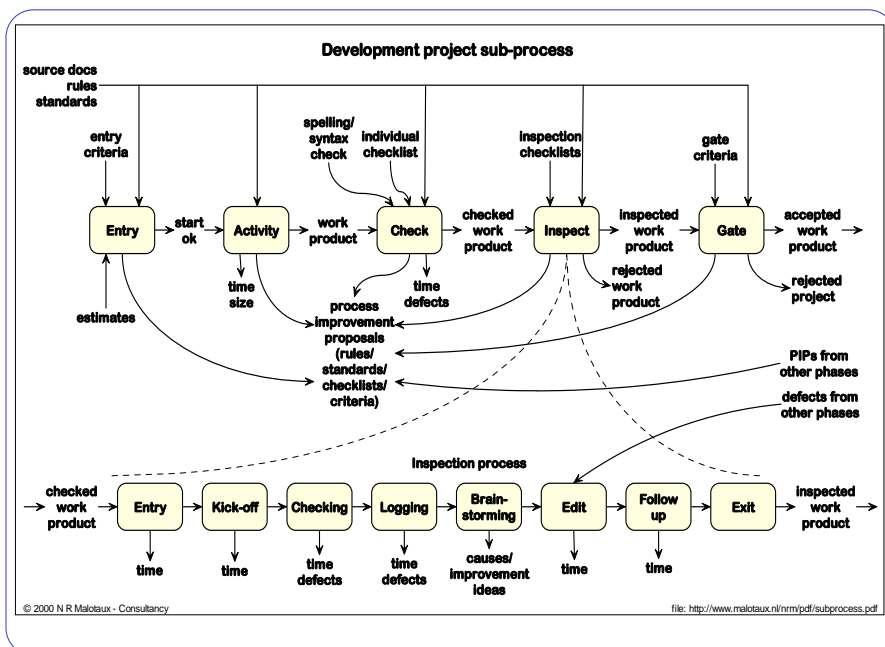 Development project sub-process
source docs
rules
standards
entry
criteria
spelling/
syntax
check
individual
checklist
inspection
checklists
gate
criteria
Entry
start
ok
Activity
work
product
Check
checked
work
product
Inspect
inspected
work
product
Gate
accepted
work
product
estimates
time
size
time
defects
rejected
work
product
rejected
project
process
improvement
proposals
(rules/
standards/
checklists/
criteria)
PIPs from
other phases
defects from
other phases
Inspection process
checked
work
product
Entry
Kick-off
Checking
Logging
Brain-
storming
Edit
Follow
up
Exit
inspected
work
product
time
time
time
defects
time
defects
causes/
improvement
ideas
time
time
© 2000 N R Malotaux - Consultancy
file: http://www.malotaux.nl/nrm/pdf/subprocess.pdf